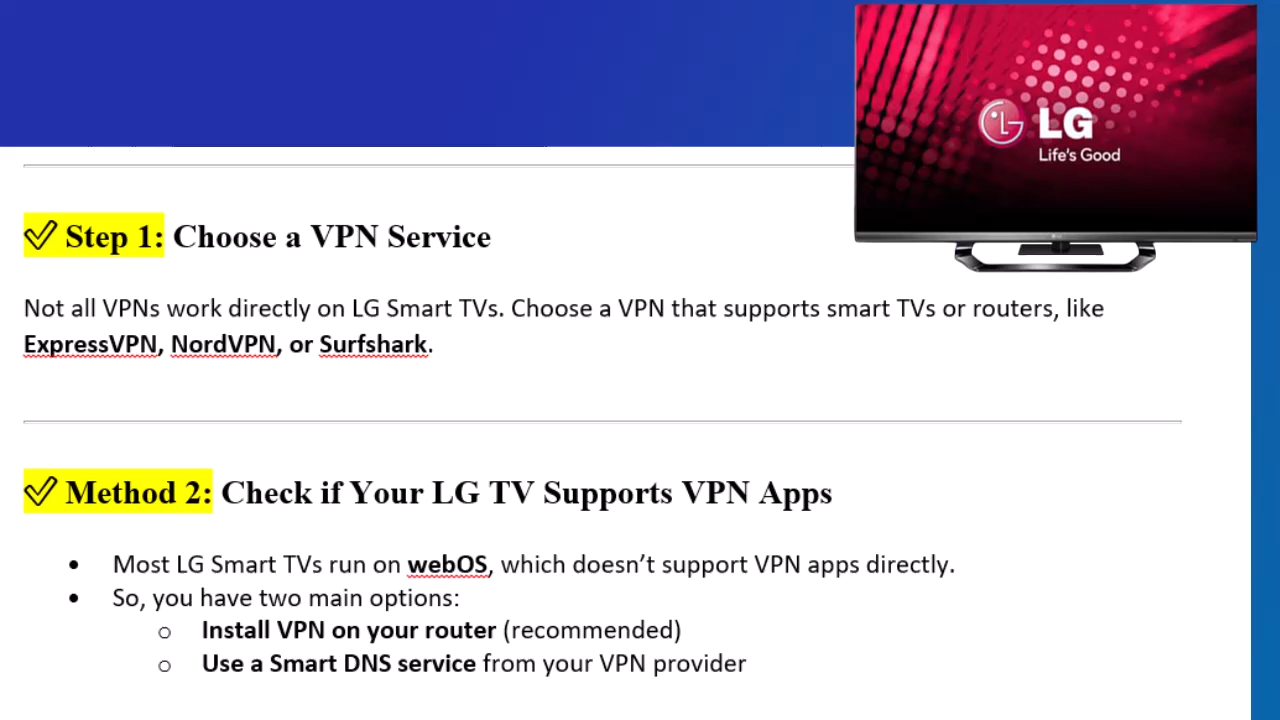 LG
Life's Good
✓ Step 1: Choose a VPN Service
Not all VPNs work directly on LG Smart TVs. Choose a VPN that supports smart TVs or routers, like
ExpressVPN, NordVPN, or Surfshark.
✓ Method 2: Check if Your LG TV Supports VPN Apps
• Most LG Smart TVs run on webOS, which doesn’t support VPN apps directly.
• So, you have two main options:
o Install VPN on your router (recommended)
o Use a Smart DNS service from your VPN provider